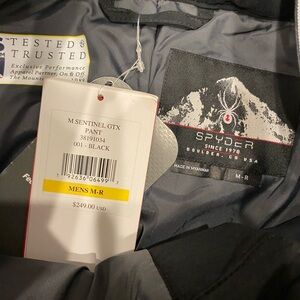 TESTED &
TRUSTED
Exclusive Performance
Apparel Partner, On & Off
The Mountain
M SENTINEL GTX
PANT
38191034
001 - BLACK
MENS M-R
$249.00 USD
SPYDER
SINCE 1978
BOULDER, CO USA
MADE IN MYANMAR
M-R